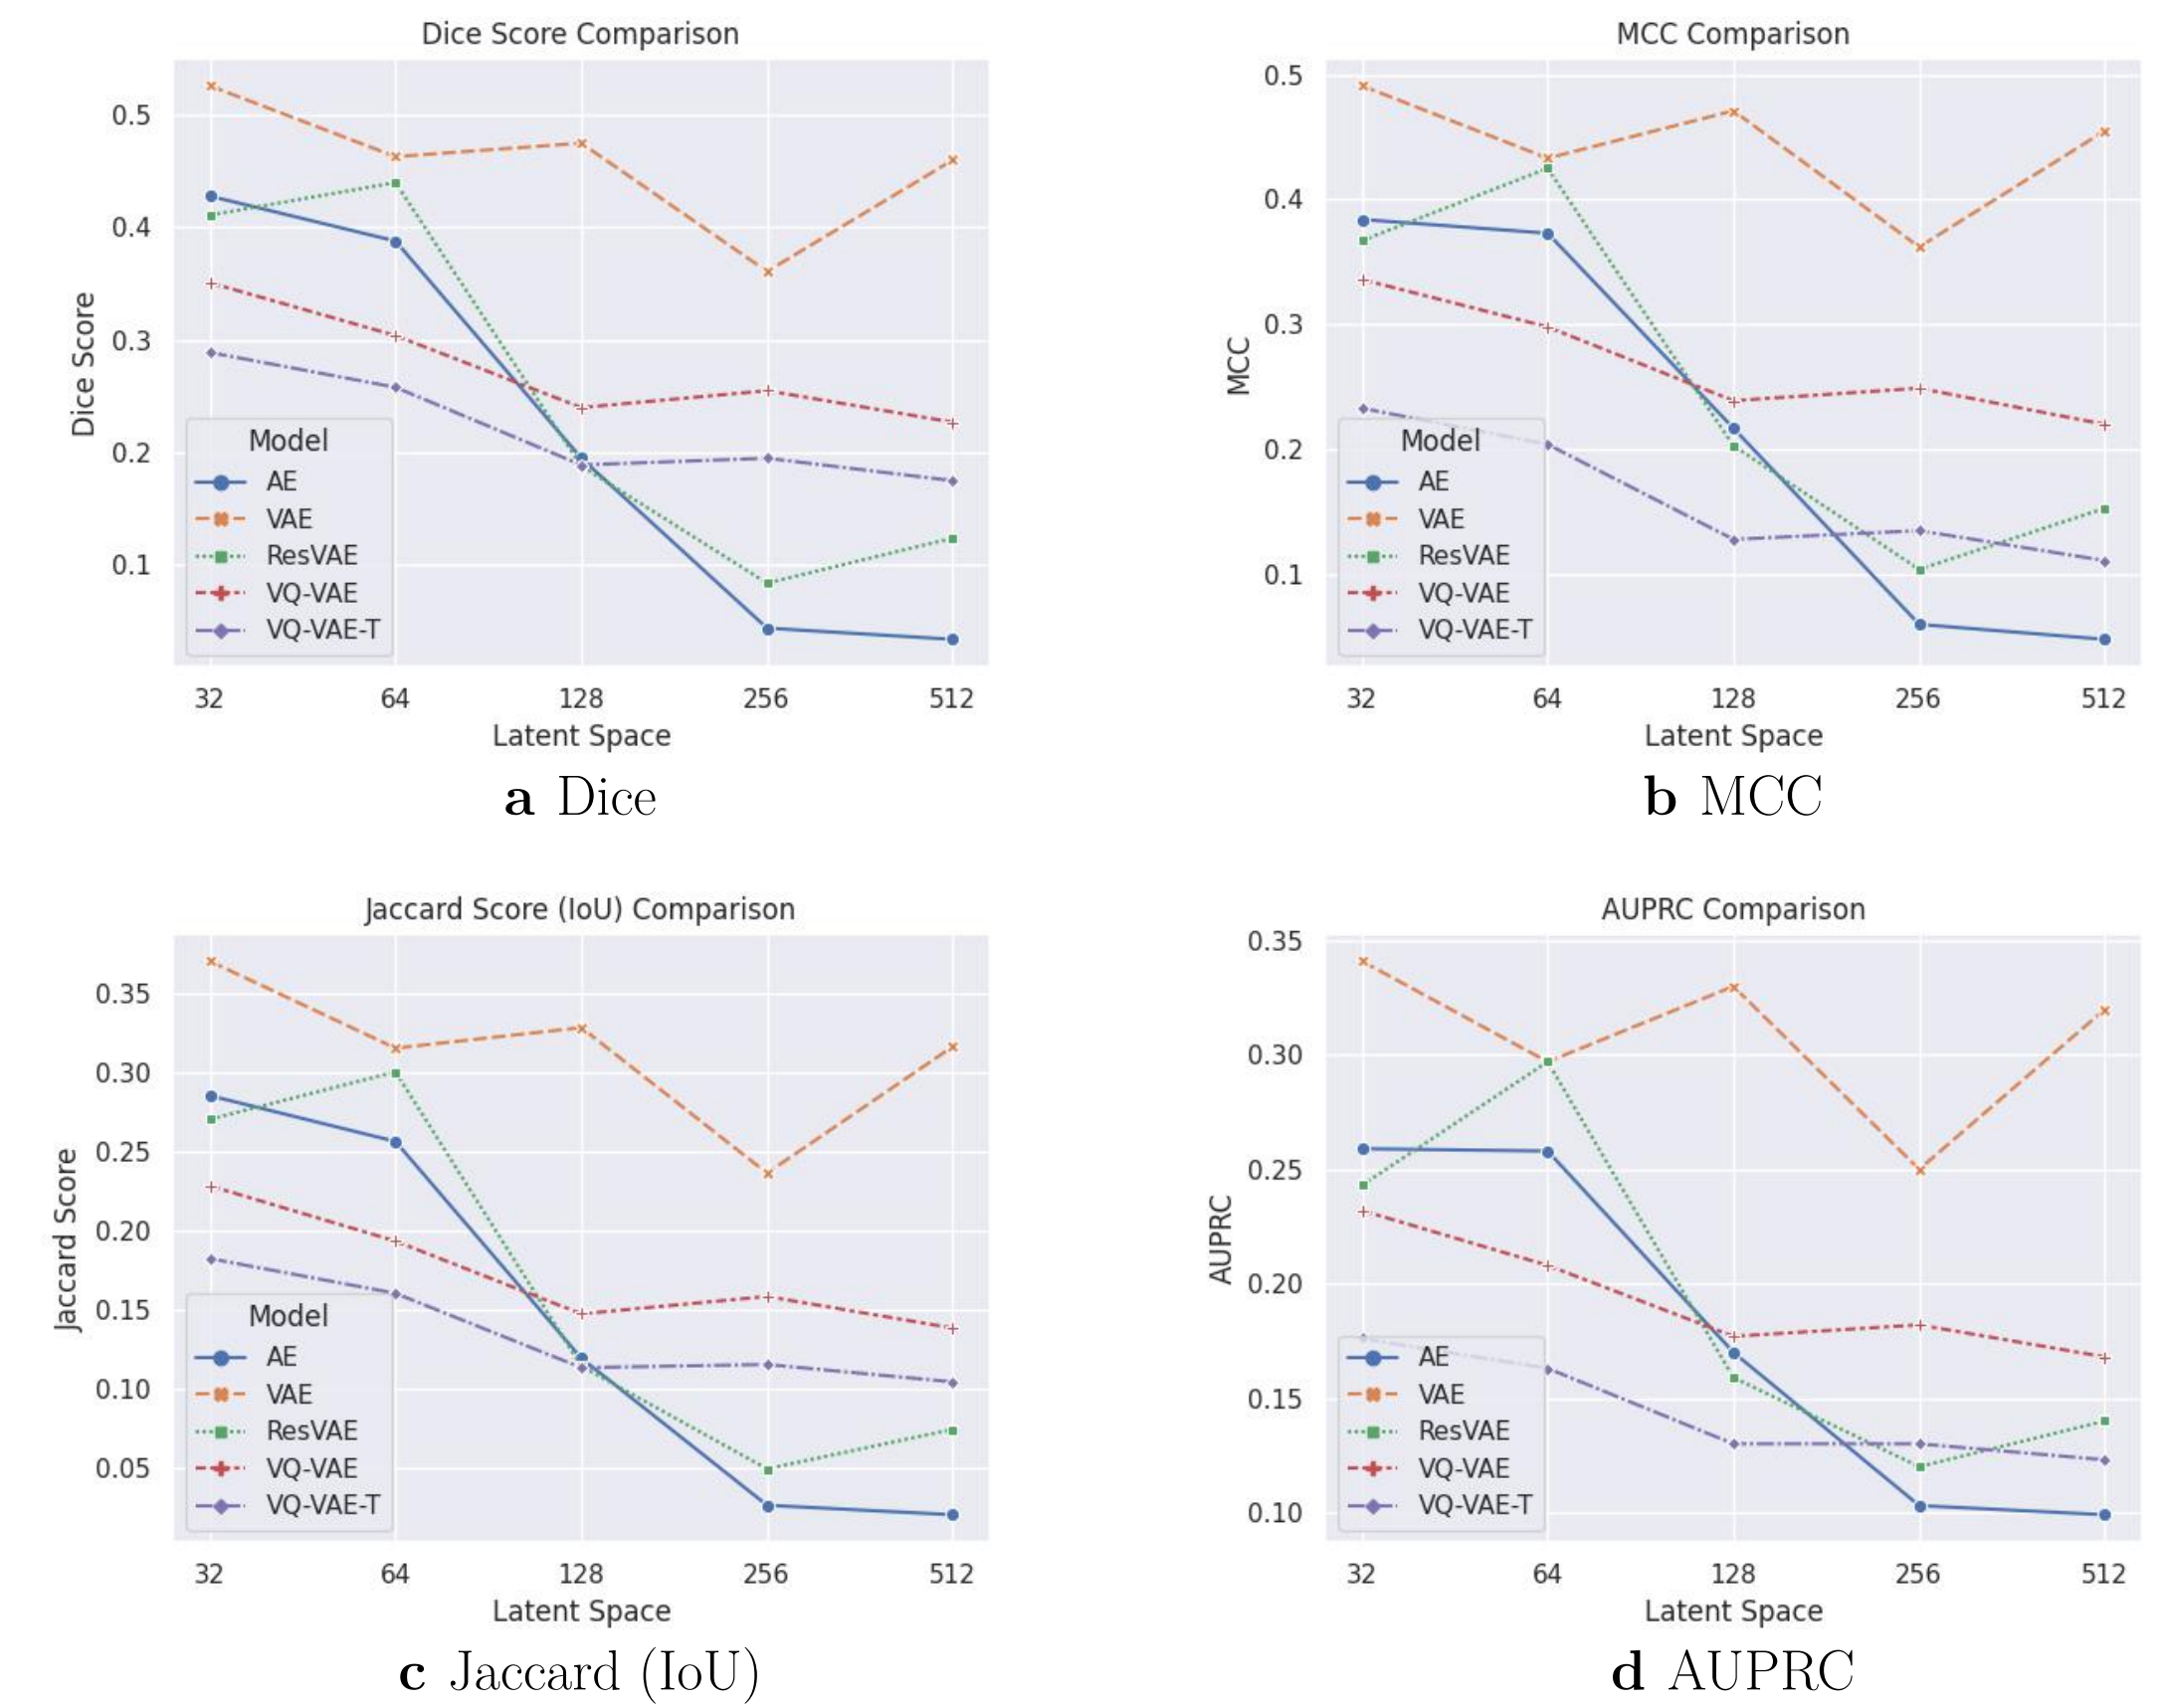 Dice Score Comparison
0.5
0.4
0.3
0.2
0.1
Dice Score
Model
AE
VAE
ResVAE
VQ-VAE
VQ-VAE-T
32 64 128 256 512
Latent Space
a Dice
MCC Comparison
0.5
0.4
0.3
0.2
0.1
MCC
Model
AE
VAE
ResVAE
VQ-VAE
VQ-VAE-T
32 64 128 256 512
Latent Space
b MCC
Jaccard Score (IoU) Comparison
0.35
0.30
0.25
0.20
0.15
0.10
0.05
Jaccard Score
Model
AE
VAE
ResVAE
VQ-VAE
VQ-VAE-T
32 64 128 256 512
Latent Space
c Jaccard (IoU)
AUPRC Comparison
0.35
0.30
0.25
0.20
0.15
0.10
AUPRC
AE
VAE
ResVAE
VQ-VAE
VQ-VAE-T
32 64 128 256 512
Latent Space
d AUPRC